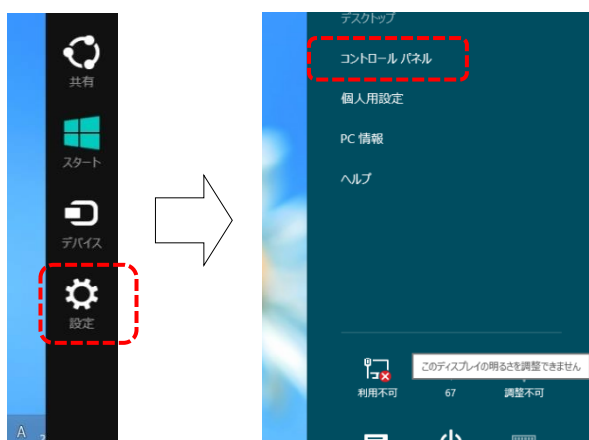 共有
スタート
デバイス
設定
A
デスクトップ
コントロール パネル
個人用設定
PC 情報
ヘルプ
このディスプレイの明るさを調整できません
利用不可
67
調整不可